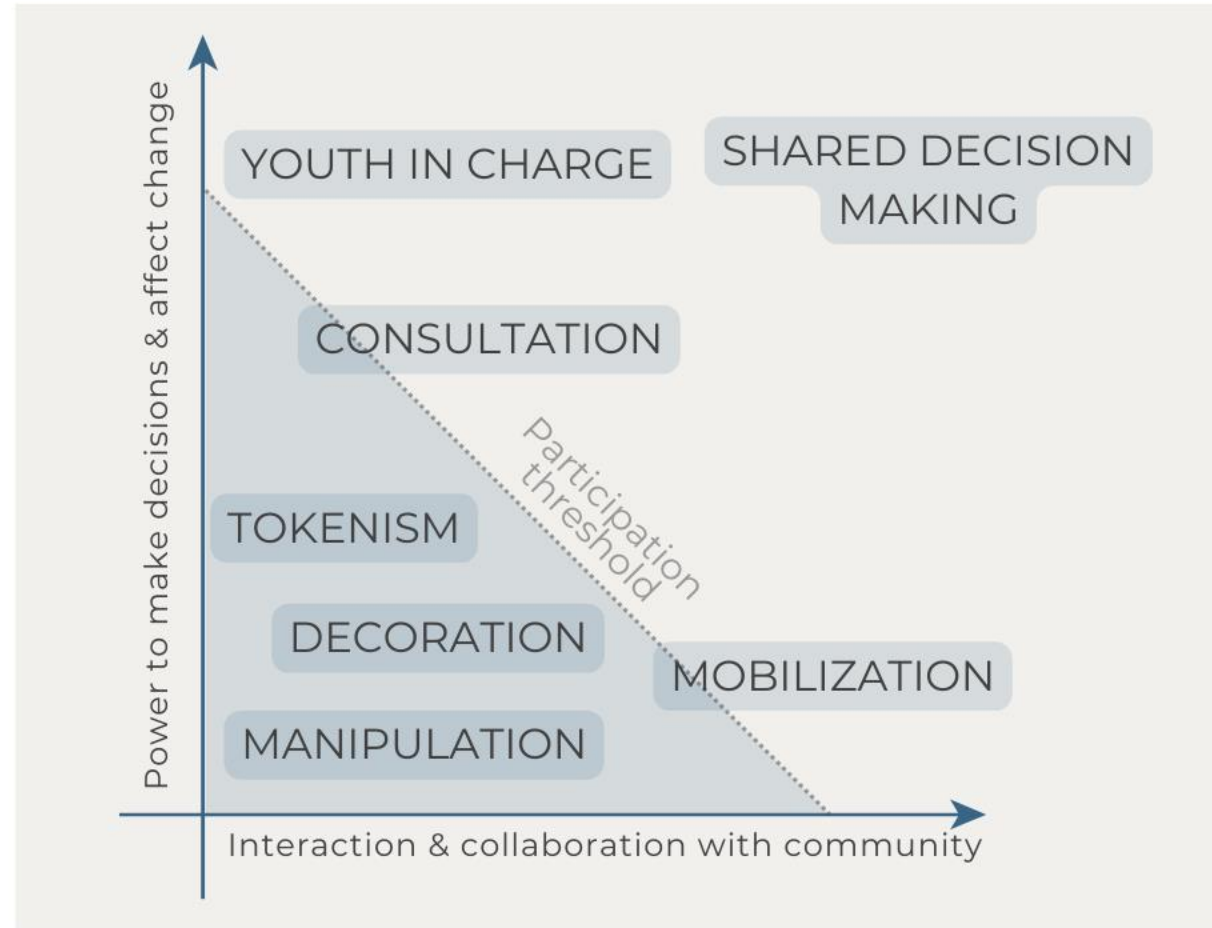 Power to make decisions & affect change
YOUTH IN CHARGE
SHARED DECISION
MAKING
CONSULTATION
Participation
threshold
TOKENISM
DECORATION
MOBILIZATION
MANIPULATION
Interaction & collaboration with community